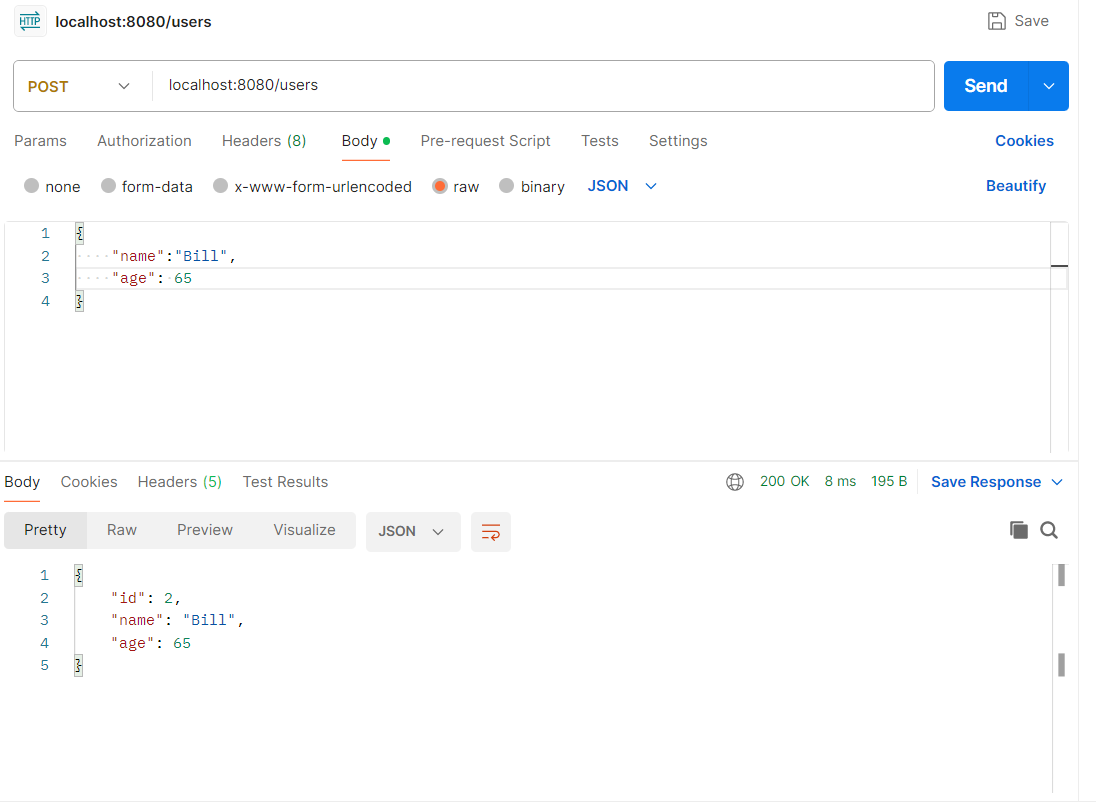 HTTP localhost:8080/users Save
POST localhost:8080/users Send
Params Authorization Headers (8) Body Pre-request Script Tests Settings Cookies
none form-data x-www-form-urlencoded raw binary JSON Beautify
1 {
2 ····"name":"Bill",
3 ····"age":·65
4 }
Body Cookies Headers (5) Test Results 200 OK 8 ms 195 B Save Response
Pretty Raw Preview Visualize JSON
1 {
2 "id": 2,
3 "name": "Bill",
4 "age": 65
5 }